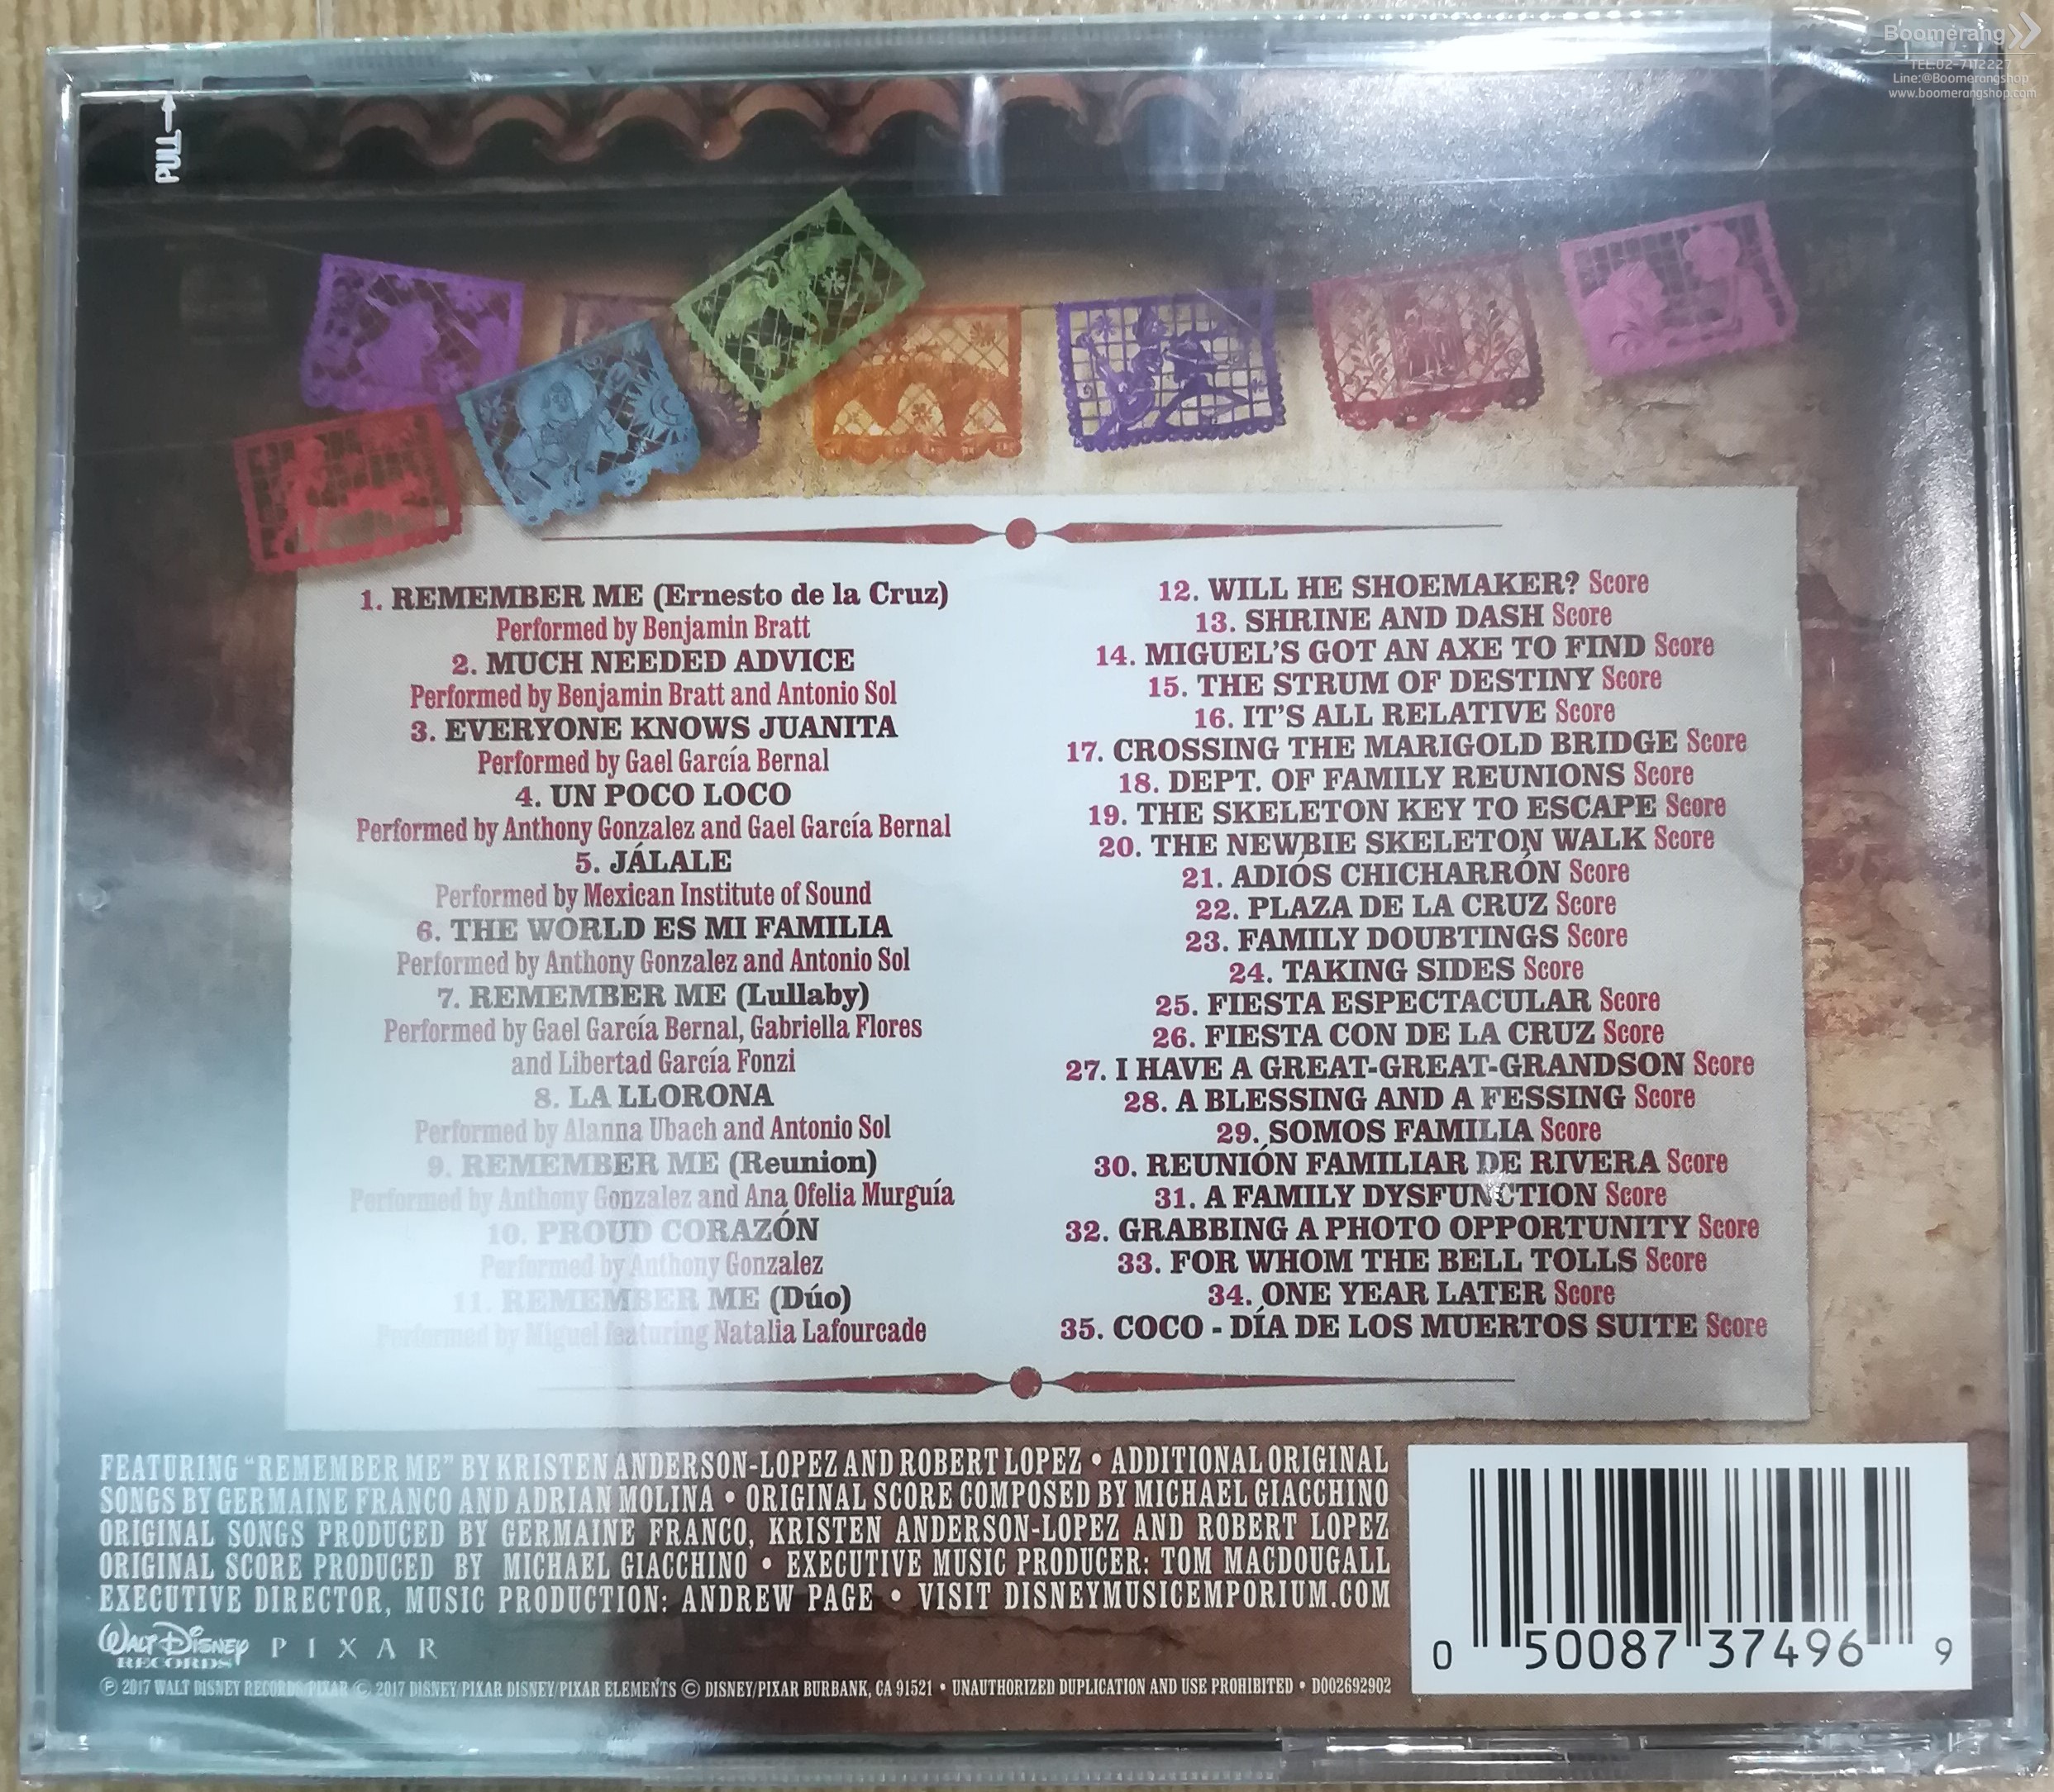 Boomerang
TEL:02-7112227
Line:@Boomerangshop
www.boomerangshop.com
PULL
1. REMEMBER ME (Ernesto de la Cruz)
Performed by Benjamin Bratt
2. MUCH NEEDED ADVICE
Performed by Benjamin Bratt and Antonio Sol
3. EVERYONE KNOWS JUANITA
Performed by Gael García Bernal
4. UN POCO LOCO
Performed by Anthony Gonzalez and Gael García Bernal
5. JÁLALE
Performed by Mexican Institute of Sound
6. THE WORLD ES MI FAMILIA
Performed by Anthony Gonzalez and Antonio Sol
7. REMEMBER ME (Lullaby)
Performed by Gael García Bernal, Gabriella Flores
and Libertad García Fonzi
8. LA LLORONA
Performed by Alanna Ubach and Antonio Sol
9. REMEMBER ME (Reunion)
Performed by Anthony Gonzalez and Ana Ofelia Murguía
10. PROUD CORAZÓN
Performed by Anthony Gonzalez
11. REMEMBER ME (Dúo)
Performed by Miguel featuring Natalia Lafourcade
12. WILL HE SHOEMAKER? Score
13. SHRINE AND DASH Score
14. MIGUEL'S GOT AN AXE TO FIND Score
15. THE STRUM OF DESTINY Score
16. IT'S ALL RELATIVE Score
17. CROSSING THE MARIGOLD BRIDGE Score
18. DEPT. OF FAMILY REUNIONS Score
19. THE SKELETON KEY TO ESCAPE Score
20. THE NEWBIE SKELETON WALK Score
21. ADIÓS CHICHARRÓN Score
22. PLAZA DE LA CRUZ Score
23. FAMILY DOUBTINGS Score
24. TAKING SIDES Score
25. FIESTA ESPECTACULAR Score
26. FIESTA CON DE LA CRUZ Score
27. I HAVE A GREAT-GREAT-GRANDSON Score
28. A BLESSING AND A FESSING Score
29. SOMOS FAMILIA Score
30. REUNIÓN FAMILIAR DE RIVERA Score
31. A FAMILY DYSFUNCTION Score
32. GRABBING A PHOTO OPPORTUNITY Score
33. FOR WHOM THE BELL TOLLS Score
34. ONE YEAR LATER Score
35. COCO - DÍA DE LOS MUERTOS SUITE Score
FEATURING "REMEMBER ME" BY KRISTEN ANDERSON-LOPEZ AND ROBERT LOPEZ • ADDITIONAL ORIGINAL
SONGS BY GERMAINE FRANCO AND ADRIAN MOLINA • ORIGINAL SCORE COMPOSED BY MICHAEL GIACCHINO
ORIGINAL SONGS PRODUCED BY GERMAINE FRANCO, KRISTEN ANDERSON-LOPEZ AND ROBERT LOPEZ
ORIGINAL SCORE PRODUCED BY MICHAEL GIACCHINO • EXECUTIVE MUSIC PRODUCER: TOM MACDOUGALL
EXECUTIVE DIRECTOR, MUSIC PRODUCTION: ANDREW PAGE • VISIT DISNEYMUSICEMPORIUM.COM
WALT DISNEY RECORDS PIXAR
℗ 2017 WALT DISNEY RECORDS/PIXAR © 2017 DISNEY/PIXAR DISNEY/PIXAR ELEMENTS © DISNEY/PIXAR BURBANK, CA 91521 • UNAUTHORIZED DUPLICATION AND USE PROHIBITED • D002692902
0 50087 37496 9